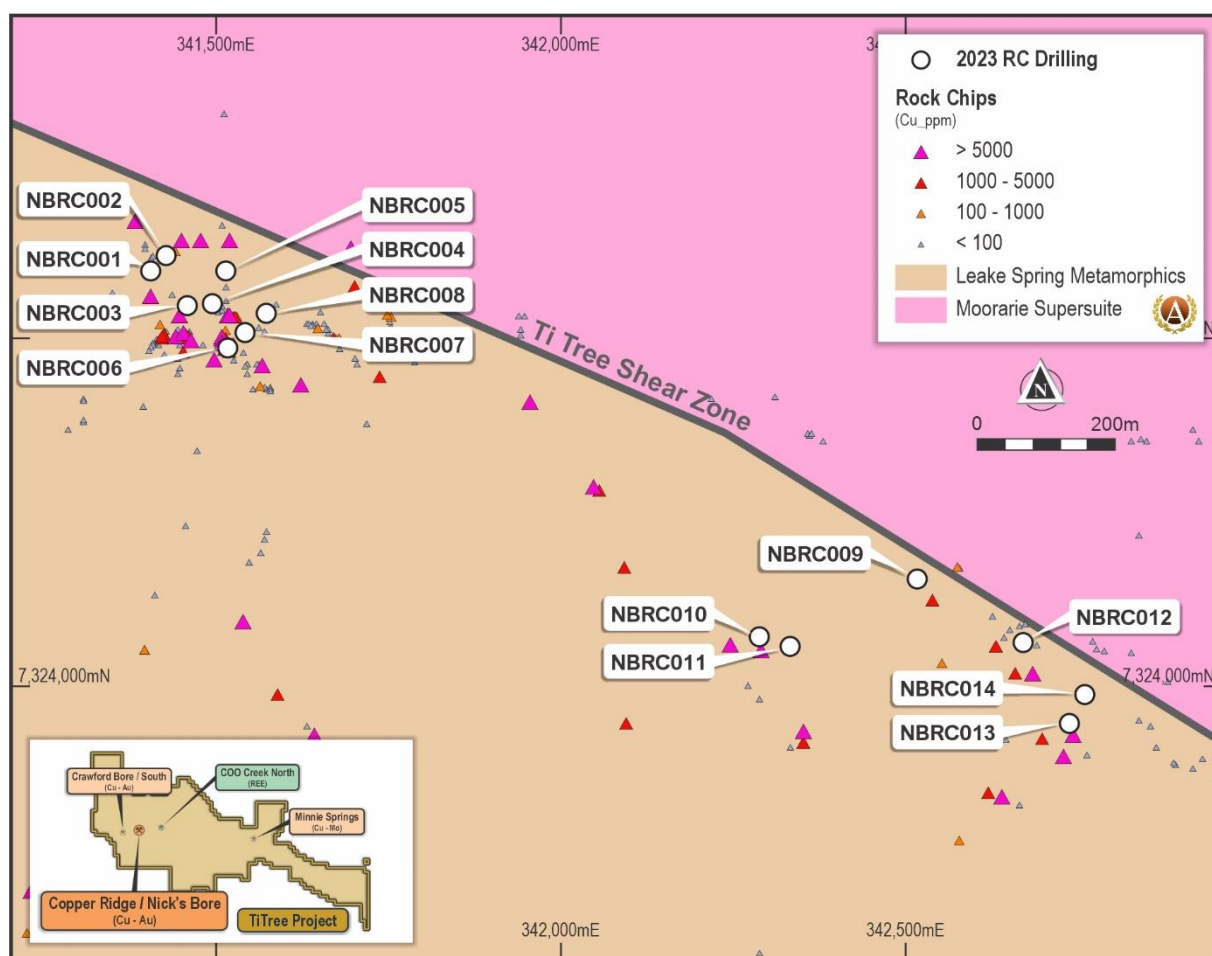 341,500mE
342,000mE
34
2023 RC Drilling
Rock Chips
(Cu_ppm)
> 5000
1000 - 5000
100 - 1000
< 100
Leake Spring Metamorphics
Moorarie Supersuite
A
NBRC002
NBRC005
NBRC001
NBRC004
NBRC003
NBRC008
NBRC006
NBRC007
N
Ti Tree Shear Zone
N
0 200m
NBRC009
NBRC010
NBRC012
NBRC011
7,324,000mN
7,324,000mN
NBRC014
NBRC013
Crawford Bore / South
(Cu - Au)
COO Creek North
(REE)
Minnie Springs
(Cu - Mo)
Copper Ridge / Nick's Bore
(Cu - Au)
TiTree Project
342,000mE
342,500mE